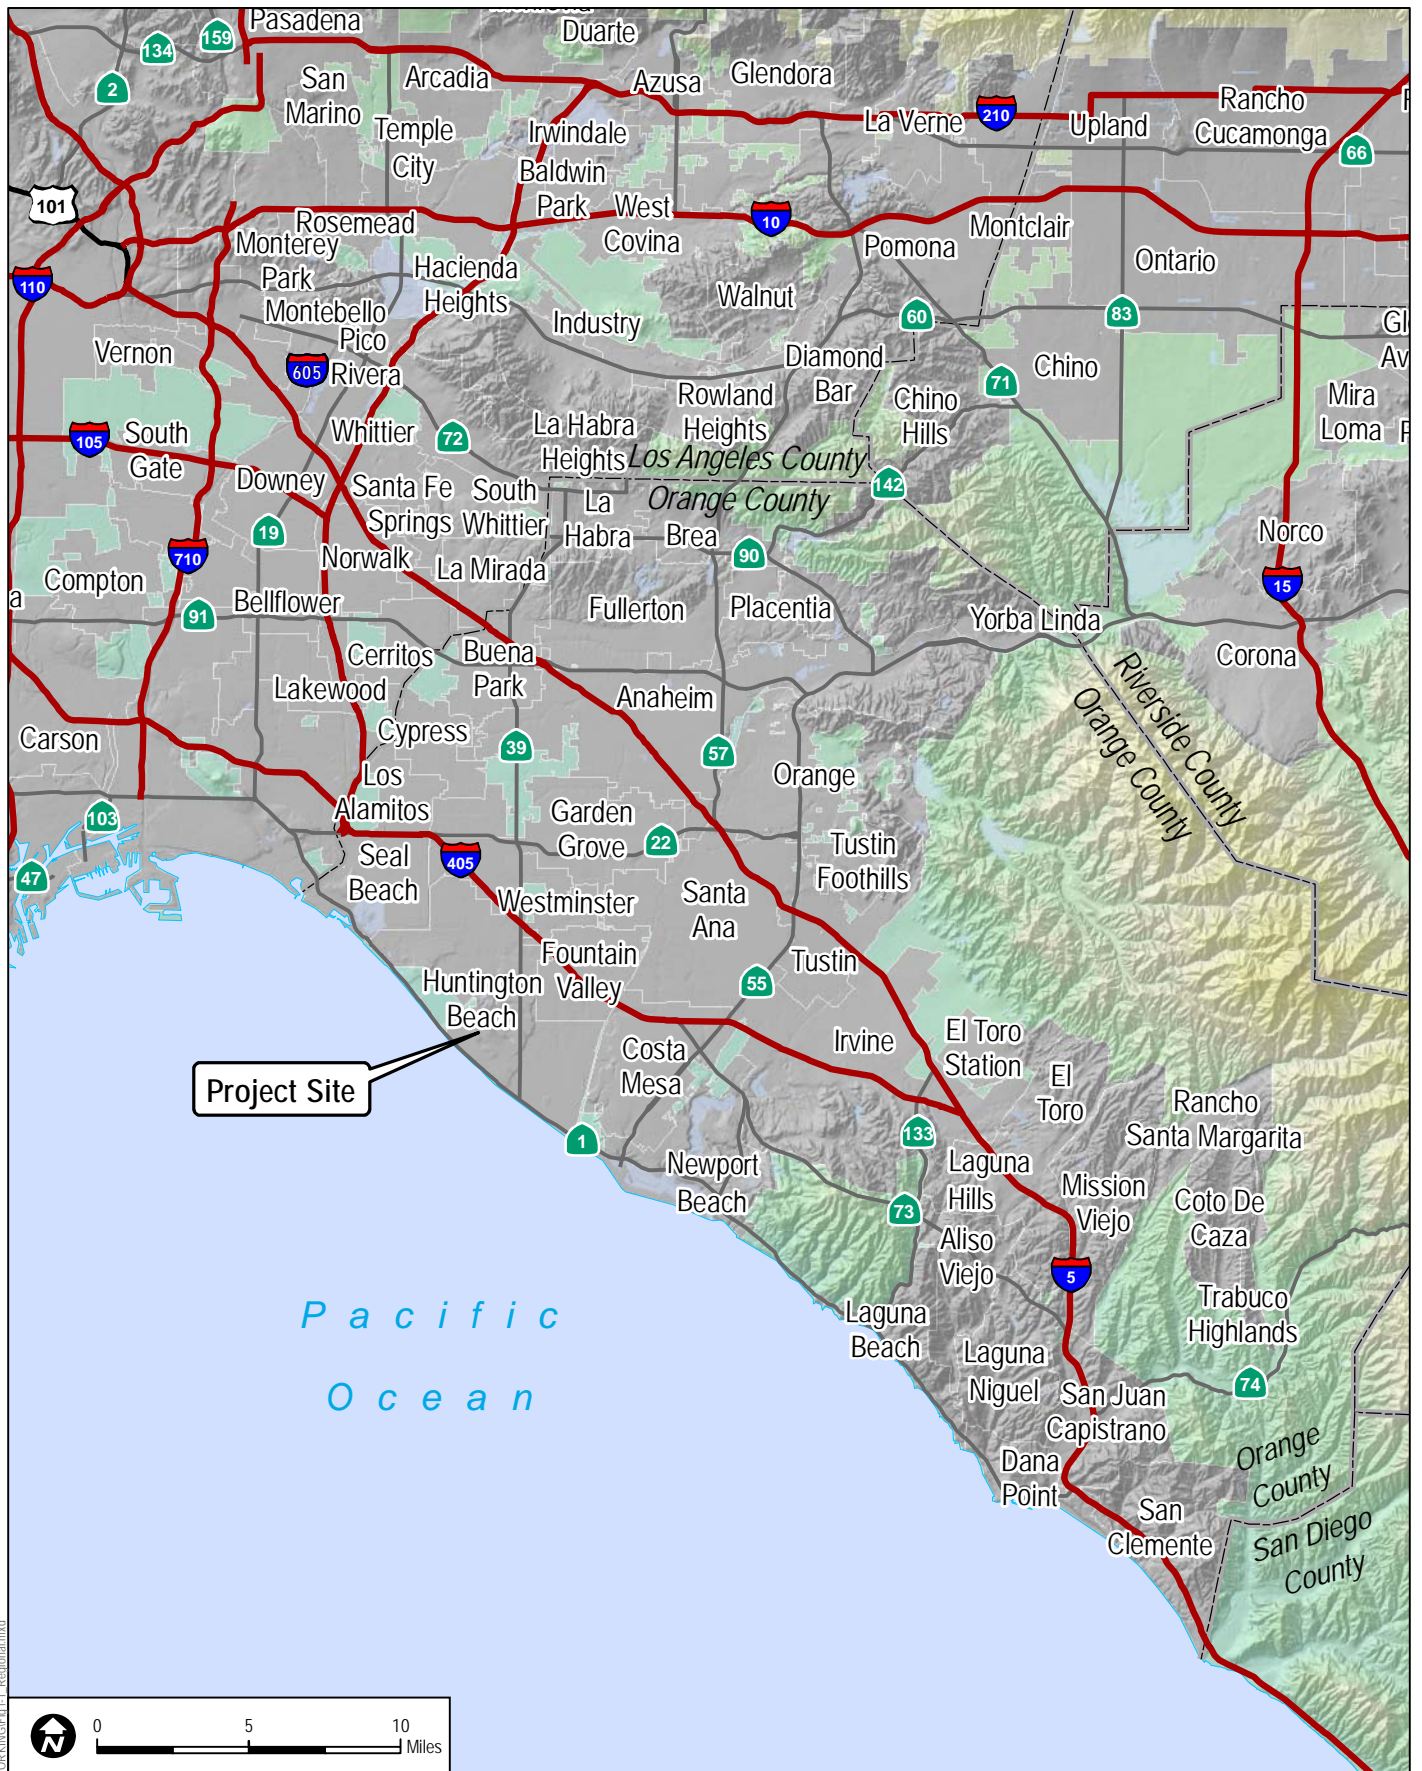 Pasadena
Duarte
134
159
2
San
Marino
Arcadia
Azusa
Glendora
Temple
City
Irwindale
La Verne
210
Upland
Rancho
Cucamonga
66
Baldwin
Park
101
Rosemead
West
Covina
10
Pomona
Montclair
Monterey
Park
110
Hacienda
Heights
Ontario
Montebello
Walnut
Industry
60
83
Vernon
Pico
Rivera
605
Diamond
Bar
71
Chino
Rowland
Heights
Chino
Hills
Mira
Loma
Gl
Av
105
South
Gate
Whittier
72
La Habra
Heights
Los Angeles County
Orange County
142
Downey
Santa Fe
Springs
South
Whittier
La
Habra
Brea
90
19
Norwalk
La Mirada
710
Norco
15
Compton
a
91
Bellflower
Fullerton
Placentia
Yorba Linda
Cerritos
Buena
Park
Corona
Lakewood
Anaheim
Riverside County
Orange County
Carson
Cypress
39
57
Orange
Los
Alamitos
103
Garden
Grove
22
Tustin
Foothills
47
Seal
Beach
405
Westminster
Santa
Ana
Fountain
Valley
Tustin
Huntington
Beach
55
Costa
Mesa
Irvine
El Toro
Station
El
Toro
Project Site
Rancho
Santa Margarita
1
133
Newport
Beach
Laguna
Hills
Mission
Viejo
Coto De
Caza
73
Aliso
Viejo
5
Pacific
Ocean
Laguna
Beach
Trabuco
Highlands
Laguna
Niguel
San Juan
Capistrano
74
Dana
Point
Orange
County
San
Clemente
San Diego
County
N
0 5 10
Miles